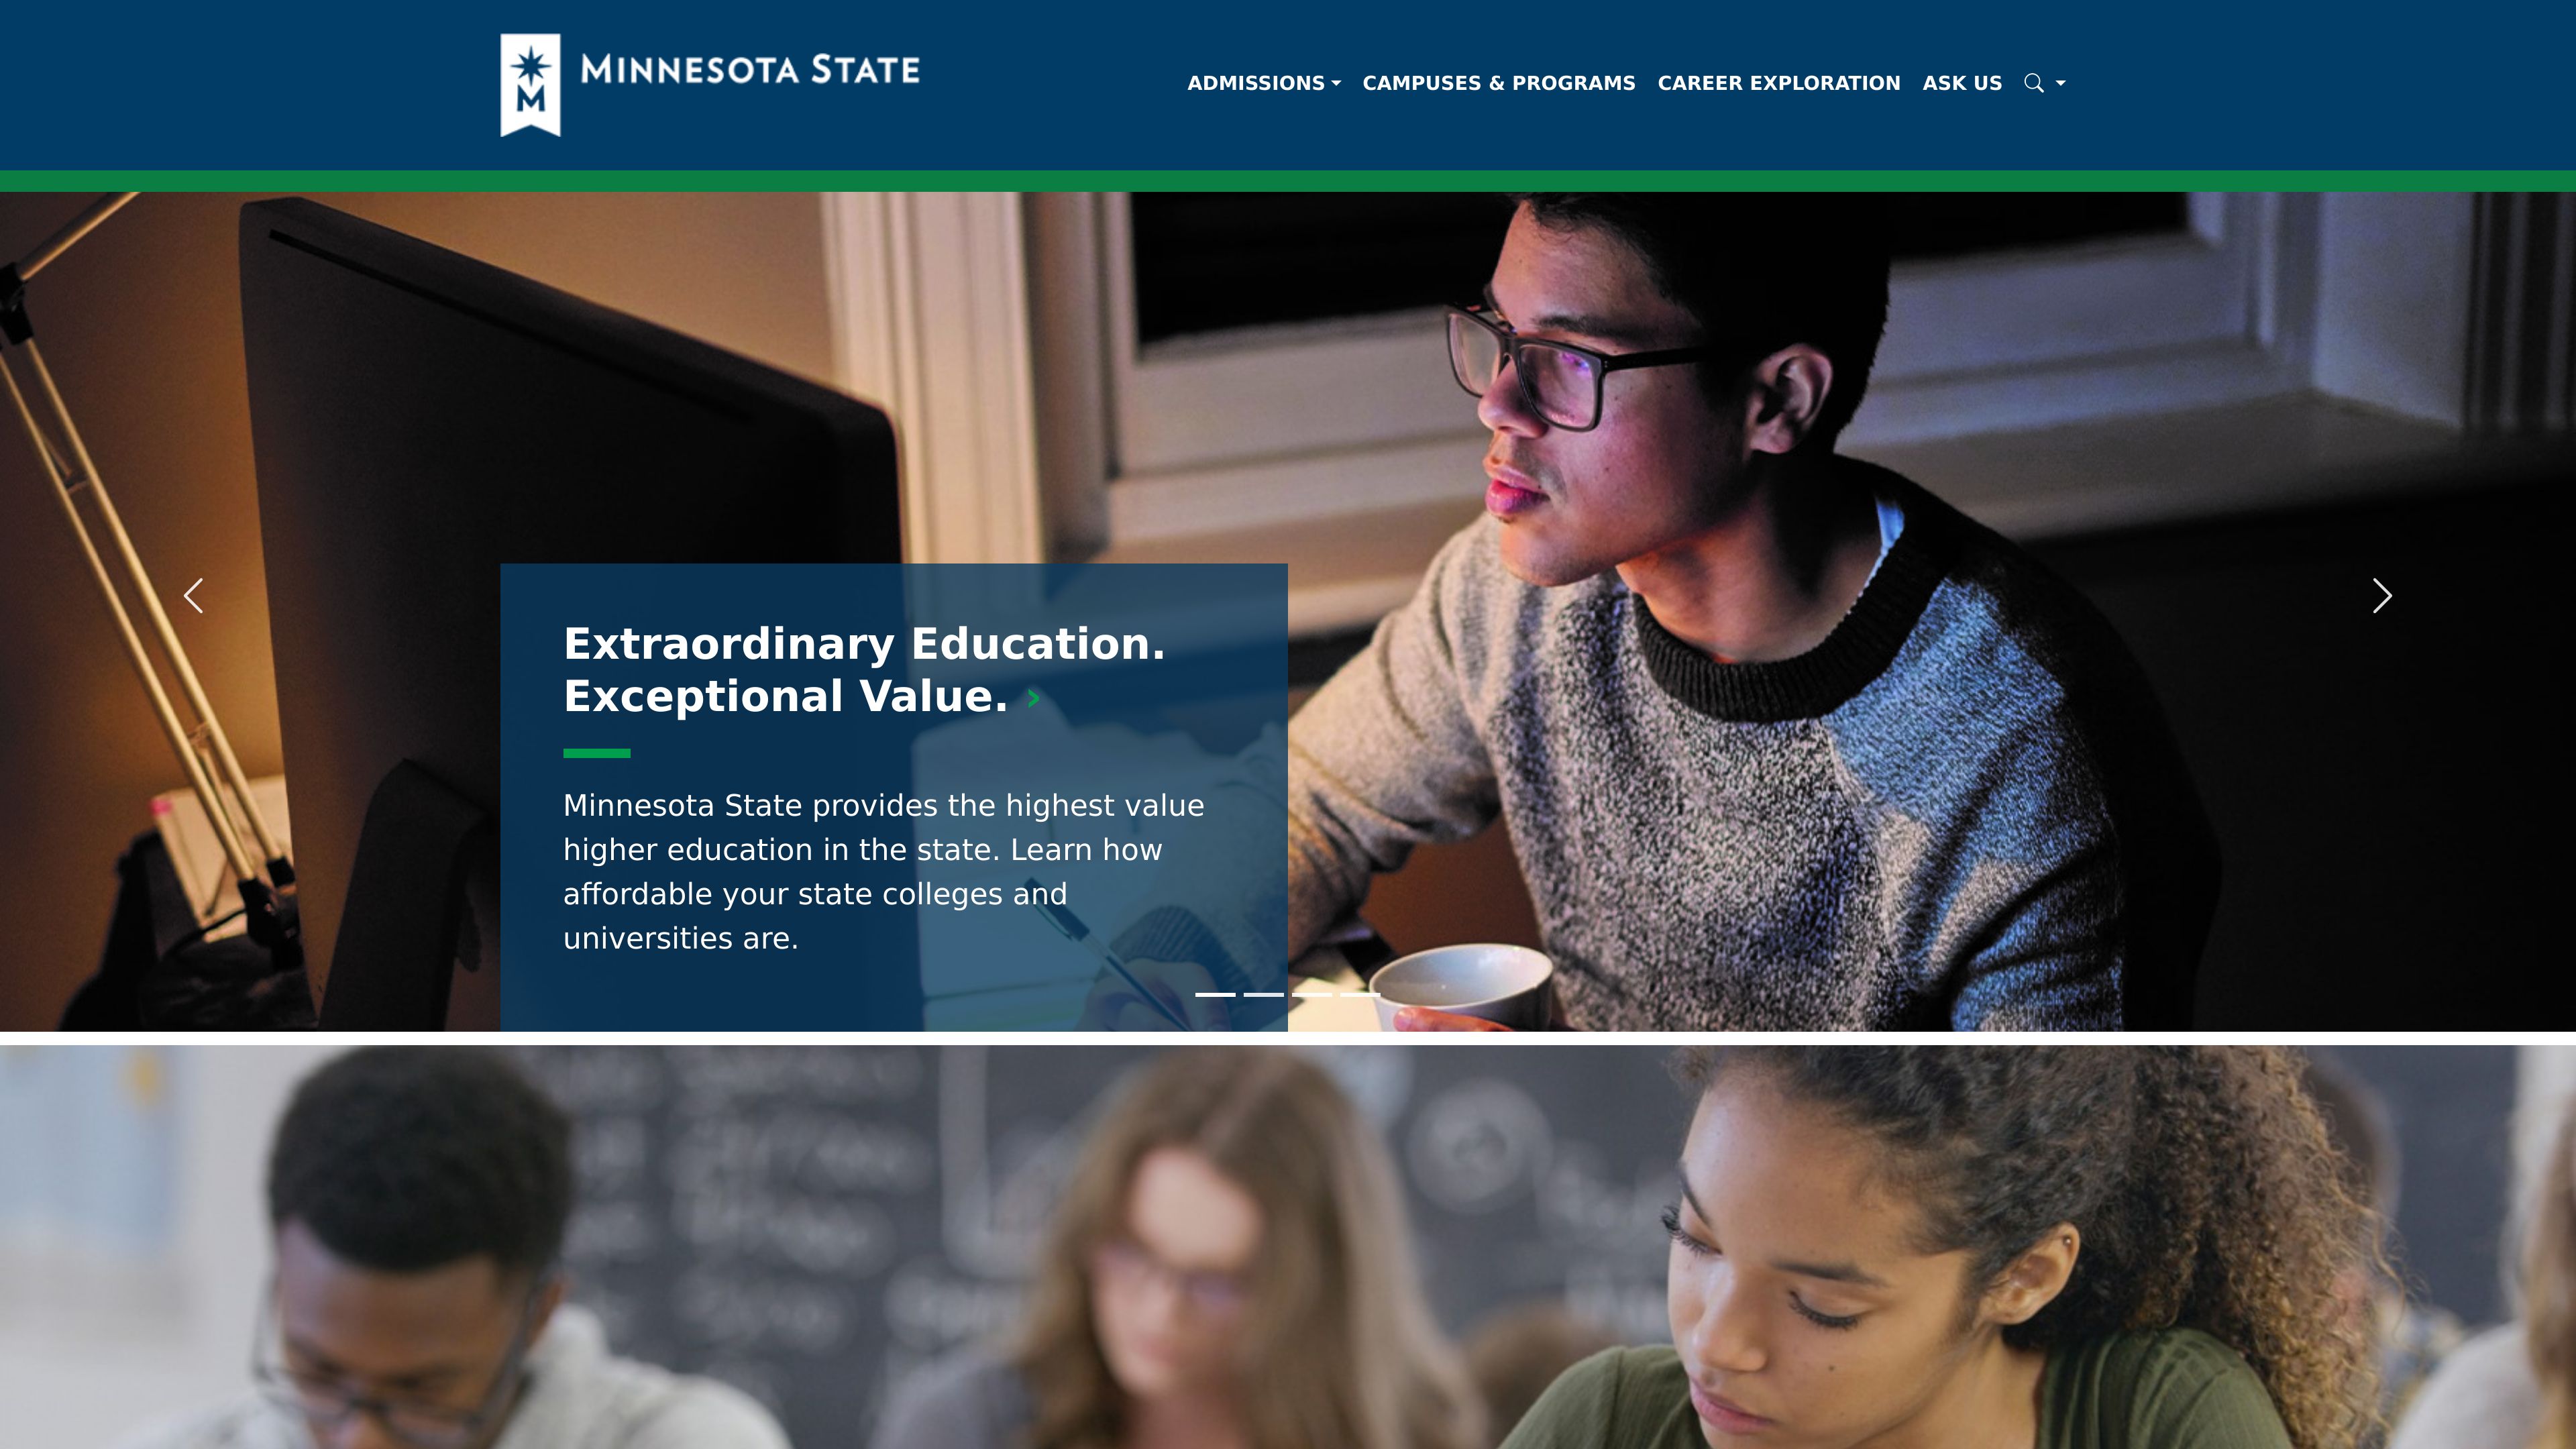 M
MINNESOTA STATE
ADMISSIONS
CAMPUSES & PROGRAMS
CAREER EXPLORATION
ASK US
Extraordinary Education.
Exceptional Value. ›
Minnesota State provides the highest value
higher education in the state. Learn how
affordable your state colleges and
universities are.